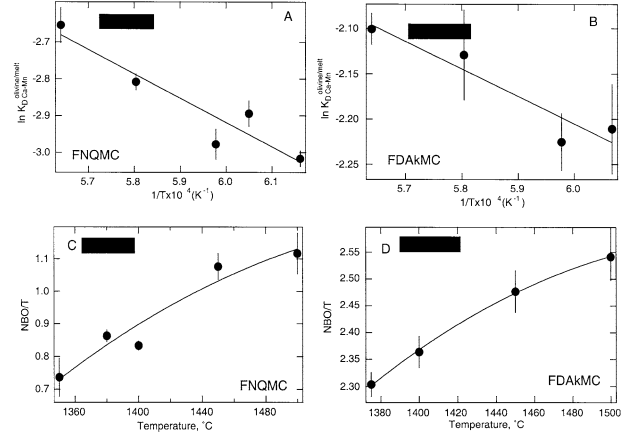 A
-2.7
-2.8
-2.9
-3.0
ln K D Ca-Mn olivine/melt
FNQMC
5.7 5.8 5.9 6.0 6.1
1/Tx10 4 (K-1)
B
-2.10
-2.15
-2.20
-2.25
ln K D Ca-Mn olivine/melt
FDAkMC
5.7 5.8 5.9 6.0
1/Tx10 4 (K-1)
C
1.1
1.0
0.9
0.8
0.7
NBO/T
FNQMC
1360 1400 1440 1480
Temperature, °C
D
2.55
2.50
2.45
2.40
2.35
2.30
NBO/T
FDAkMC
1380 1400 1420 1440 1460 1480 1500
Temperature, °C